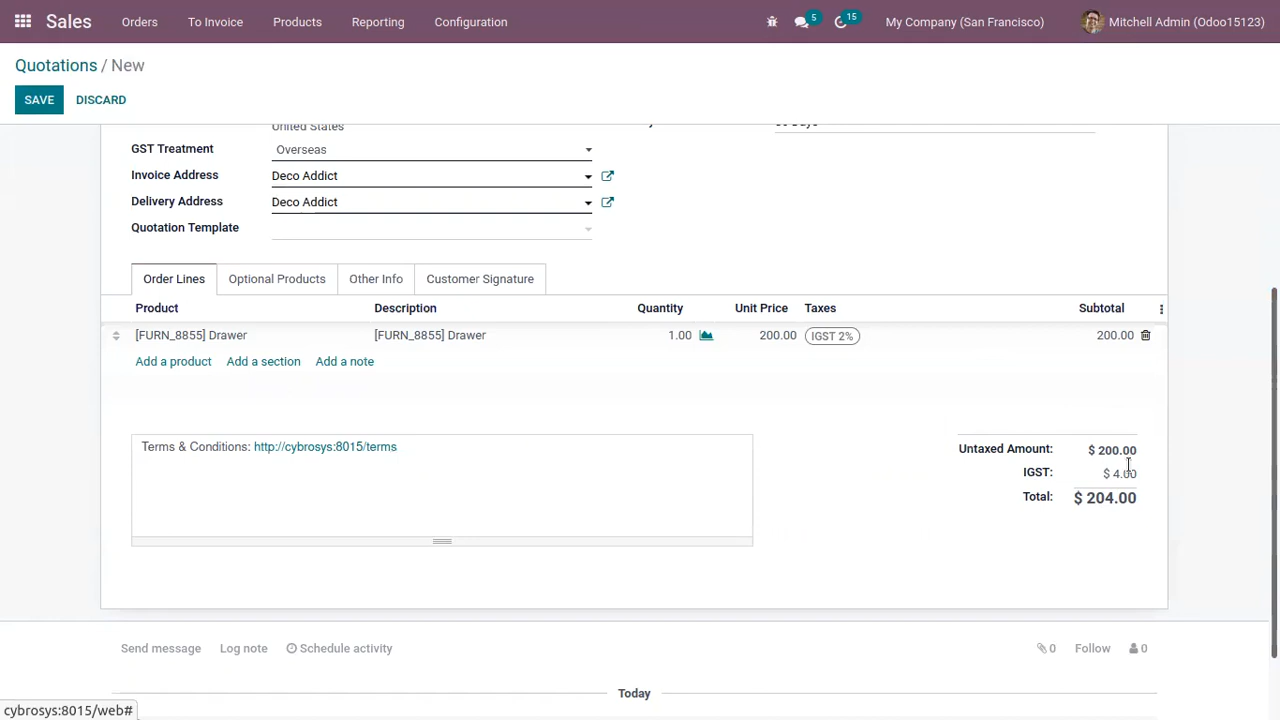 Sales Orders To Invoice Products Reporting Configuration 5 15 My Company (San Francisco) Mitchell Admin (Odoo15123)
Quotations / New
SAVE DISCARD
United States
GST Treatment Overseas
Invoice Address Deco Addict
Delivery Address Deco Addict
Quotation Template
Order Lines Optional Products Other Info Customer Signature
Product Description Quantity Unit Price Taxes Subtotal
[FURN_8855] Drawer [FURN_8855] Drawer 1.00 200.00 IGST 2% 200.00
Add a product Add a section Add a note
Terms & Conditions: http://cybrosys:8015/terms
Untaxed Amount: $ 200.00
IGST: $ 4.00
Total: $ 204.00
Send message Log note Schedule activity 0 Follow 0
Today
cybrosys:8015/web#